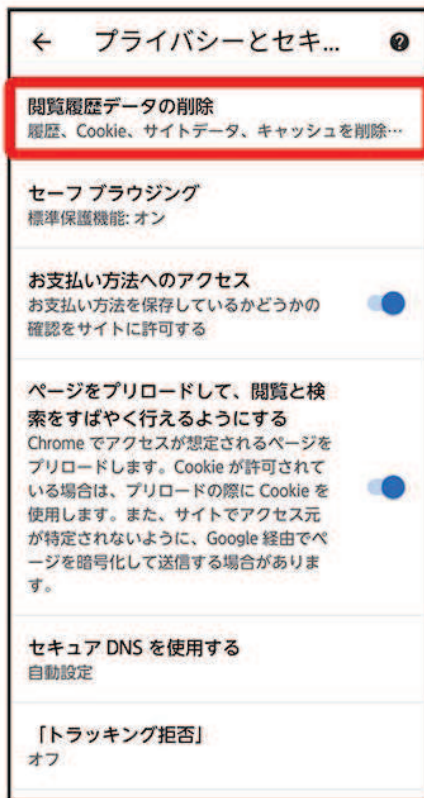 ← プライバシーとセキ...
閲覧履歴データの削除
履歴、Cookie、サイトデータ、キャッシュを削除…
セーフ ブラウジング
標準保護機能: オン
お支払い方法へのアクセス
お支払い方法を保存しているかどうかの
確認をサイトに許可する
ページをプリロードして、閲覧と検
索をすばやく行えるようにする
Chrome でアクセスが想定されるページを
プリロードします。Cookie が許可されて
いる場合は、プリロードの際に Cookie を
使用します。また、サイトでアクセス元
が特定されないように、Google 経由でペ
ージを暗号化して送信する場合がありま
す。
セキュア DNS を使用する
自動設定
「トラッキング拒否」
オフ